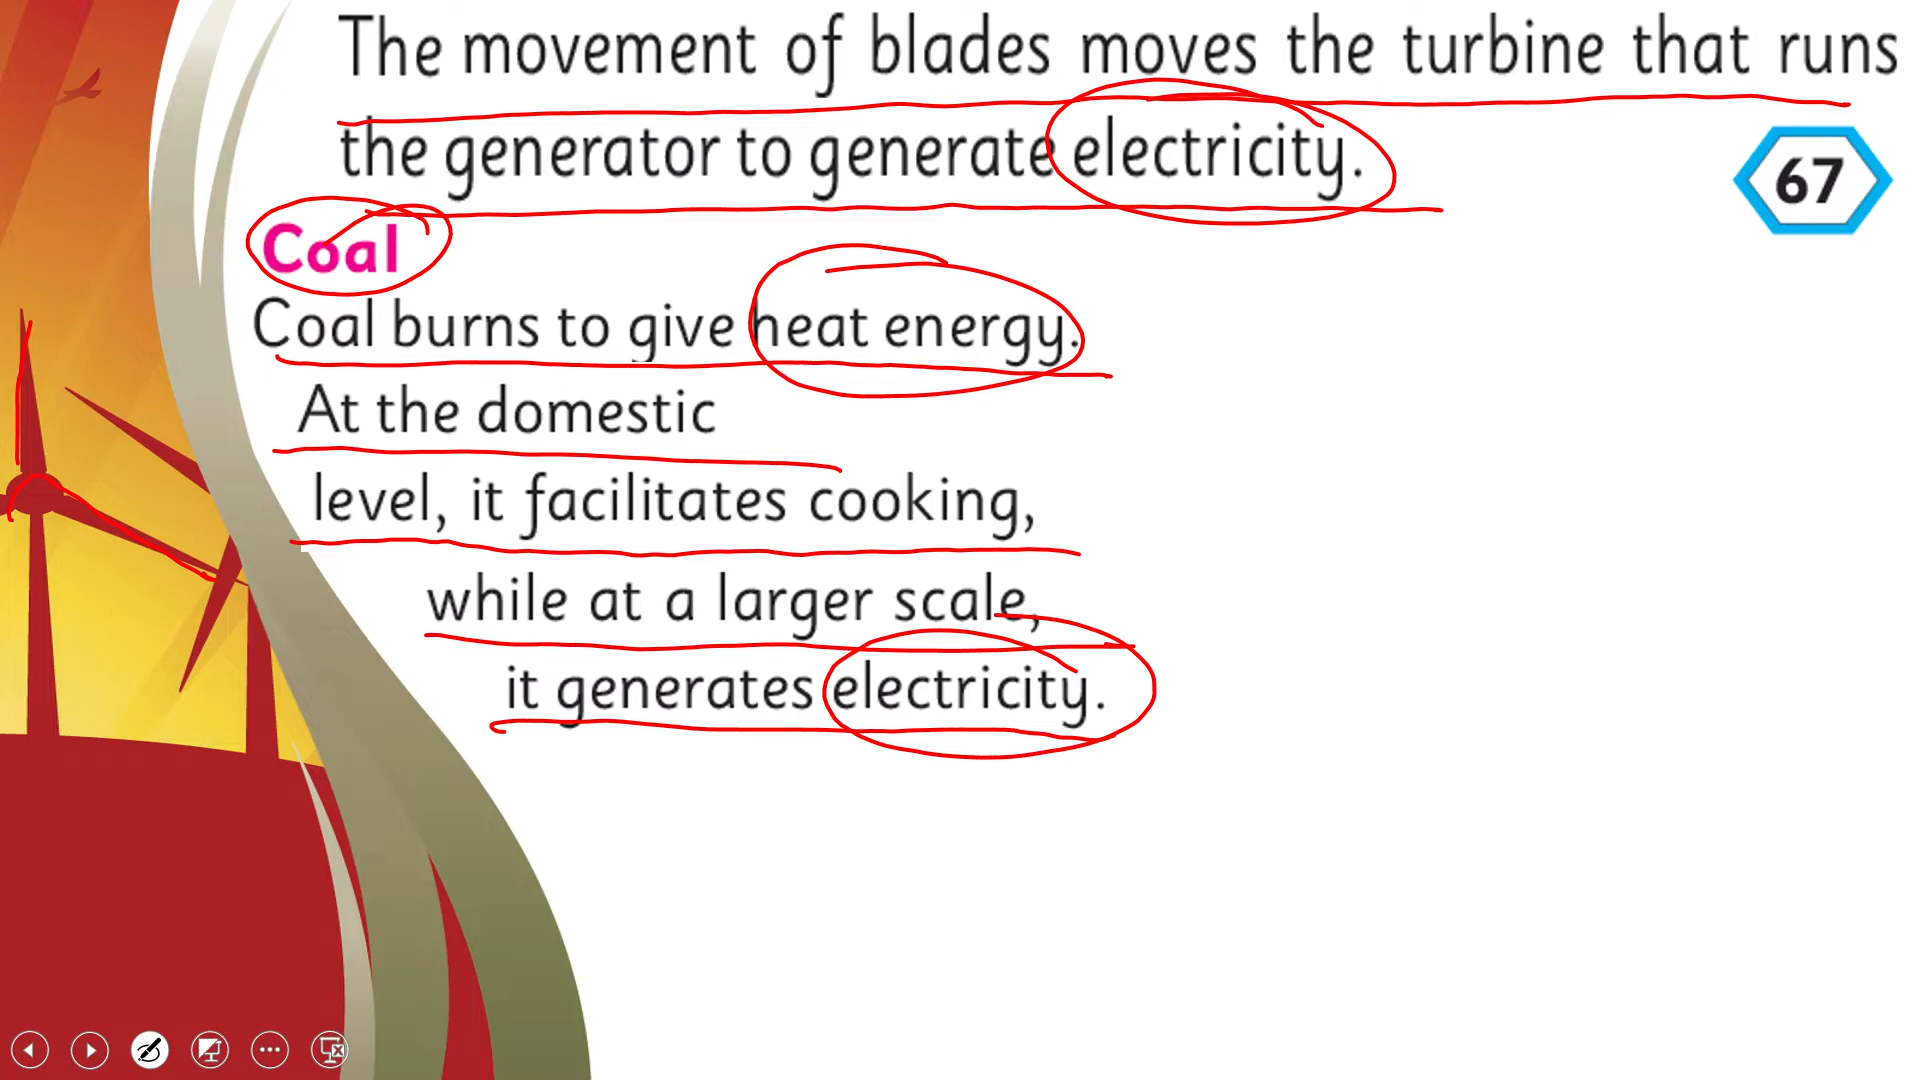 The movement of blades moves the turbine that runs
the generator to generate electricity.
67
Coal
Coal burns to give heat energy.
At the domestic
level, it facilitates cooking,
while at a larger scale,
it generates electricity.